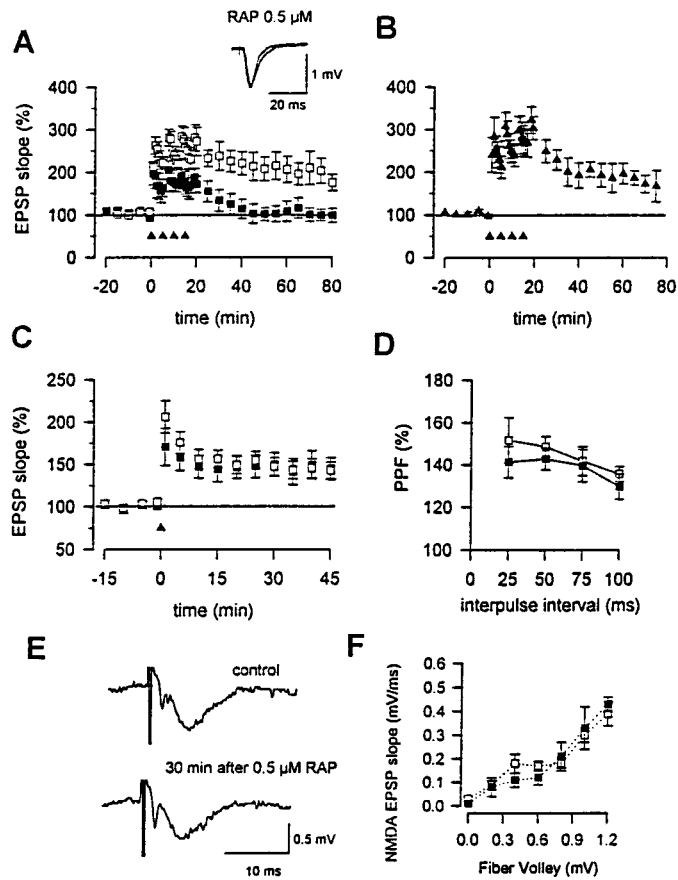 A
RAP 0.5 µM
1 mV
20 ms
B
EPSP slope (%)
400
300
200
100
50
0
-20 0 20 40 60 80
time (min)
400
300
200
100
50
0
-20 0 20 40 60 80
time (min)
C
EPSP slope (%)
250
200
150
100
50
-15 0 15 30 45
time (min)
D
PPF (%)
180
160
140
120
100
0 25 50 75 100
interpulse interval (ms)
E
control
30 min after 0.5 µM RAP
0.5 mV
10 ms
F
NMDA EPSP slope (mV/ms)
0.6
0.5
0.4
0.3
0.2
0.1
0.0
0.0 0.3 0.6 0.9 1.2
Fiber Volley (mV)